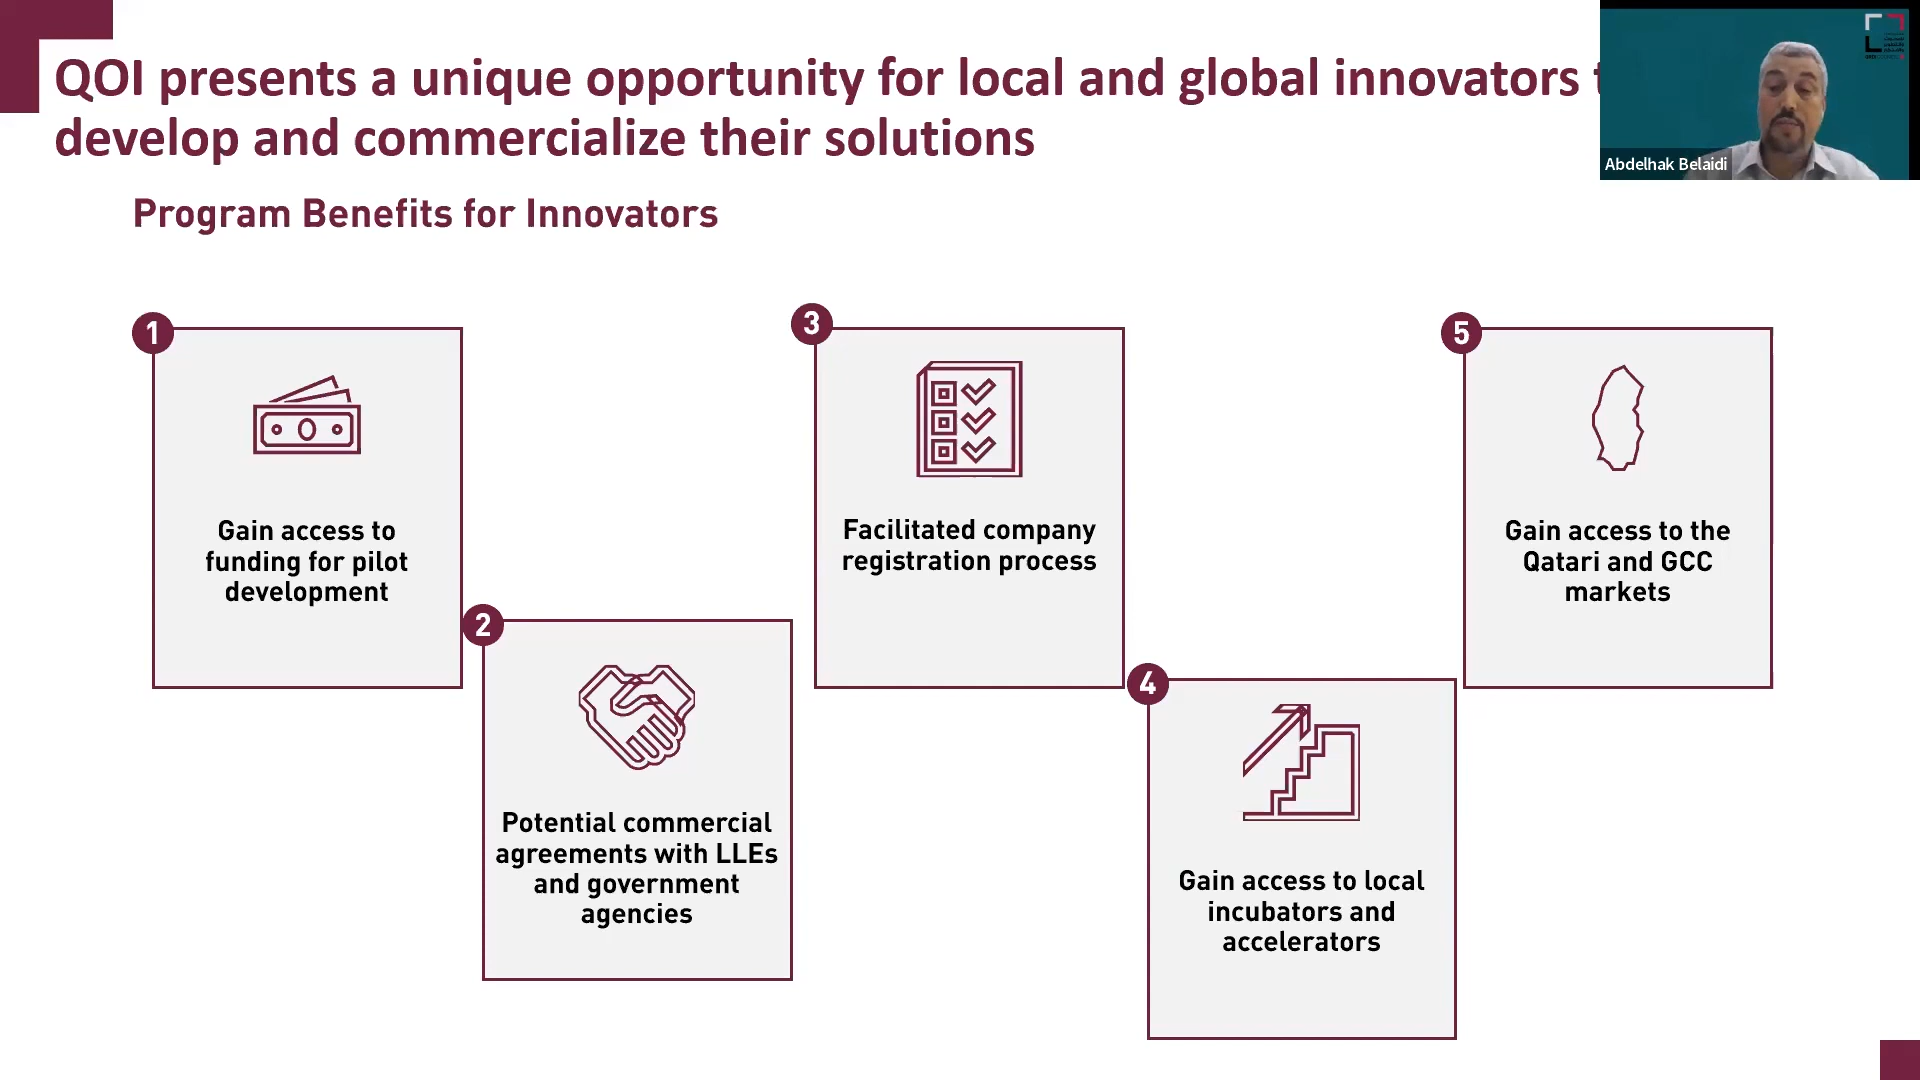 QOI presents a unique opportunity for local and global innovators
develop and commercialize their solutions
Abdelhak Belaidi
Program Benefits for Innovators
1
Gain access to
funding for pilot
development
2
Potential commercial
agreements with LLEs
and government
agencies
3
Facilitated company
registration process
4
Gain access to local
incubators and
accelerators
5
Gain access to the
Qatari and GCC
markets